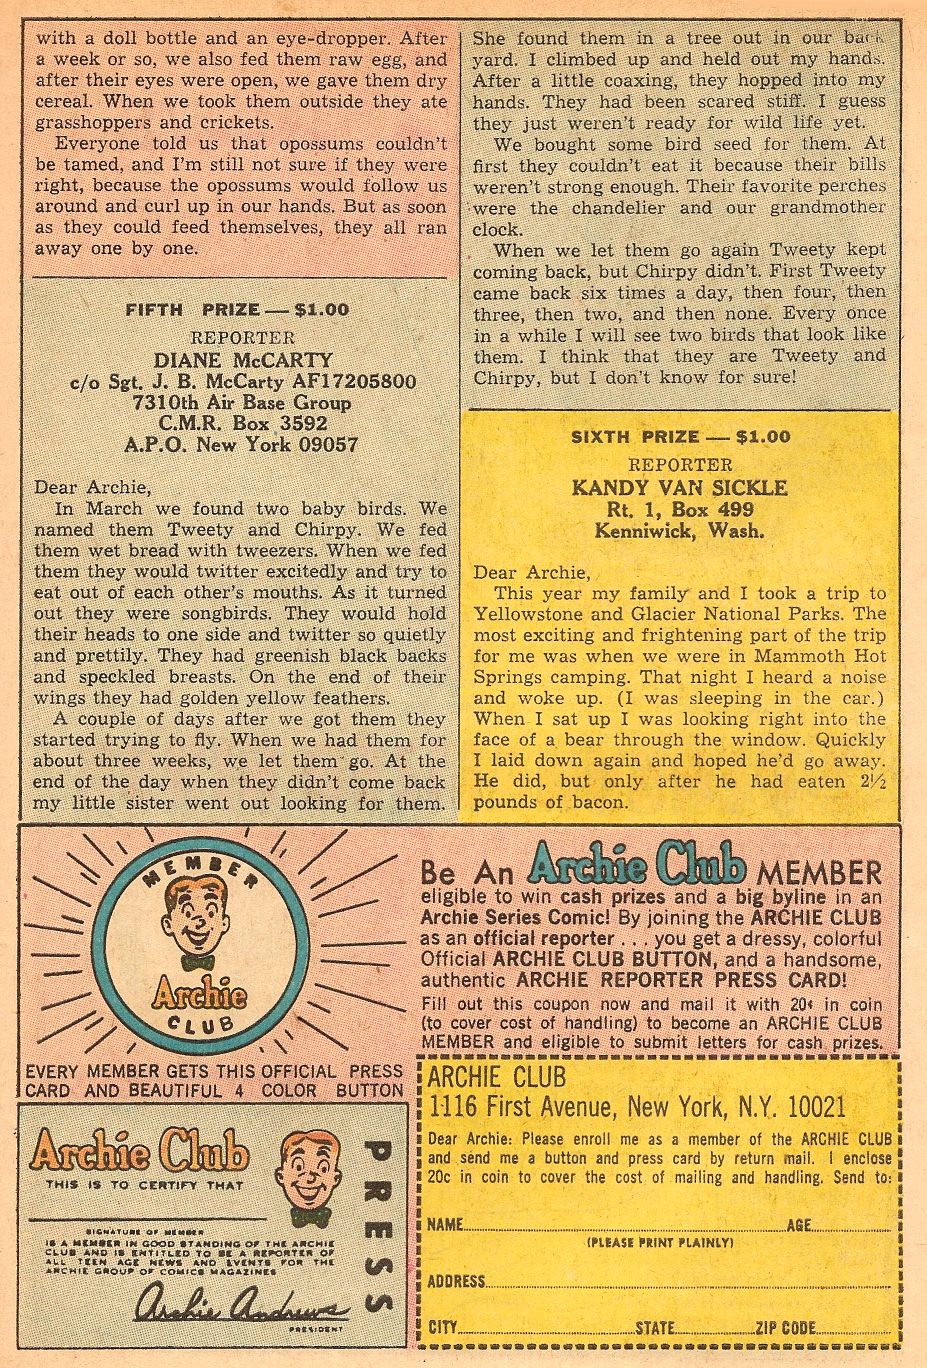 with a doll bottle and an eye-dropper. After
a week or so, we also fed them raw egg, and
after their eyes were open, we gave them dry
cereal. When we took them outside they ate
grasshoppers and crickets.
Everyone told us that opossums couldn't
be tamed, and I'm still not sure if they were
right, because the opossums would follow us
around and curl up in our hands. But as soon
as they could feed themselves, they all ran
away one by one.
FIFTH PRIZE — $1.00
REPORTER
DIANE McCARTY
c/o Sgt. J. B. McCarty AF17205800
7310th Air Base Group
C.M.R. Box 3592
A.P.O. New York 09057
Dear Archie,
In March we found two baby birds. We
named them Tweety and Chirpy. We fed
them wet bread with tweezers. When we fed
them they would twitter excitedly and try to
eat out of each other's mouths. As it turned
out they were songbirds. They would hold
their heads to one side and twitter so quietly
and prettily. They had greenish black backs
and speckled breasts. On the end of their
wings they had golden yellow feathers.
A couple of days after we got them they
started trying to fly. When we had them for
about three weeks, we let them go. At the
end of the day when they didn't come back
my little sister went out looking for them.
She found them in a tree out in our back
yard. I climbed up and held out my hands.
After a little coaxing, they hopped into my
hands. They had been scared stiff. I guess
they just weren't ready for wild life yet.
We bought some bird seed for them. At
first they couldn't eat it because their bills
weren't strong enough. Their favorite perches
were the chandelier and our grandmother
clock.
When we let them go again Tweety kept
coming back, but Chirpy didn't. First Tweety
came back six times a day, then four, then
three, then two, and then none. Every once
in a while I will see two birds that look like
them. I think that they are Tweety and
Chirpy, but I don't know for sure!
SIXTH PRIZE — $1.00
REPORTER
KANDY VAN SICKLE
Rt. 1, Box 499
Kenniwick, Wash.
Dear Archie,
This year my family and I took a trip to
Yellowstone and Glacier National Parks. The
most exciting and frightening part of the trip
for me was when we were in Mammoth Hot
Springs camping. That night I heard a noise
and woke up. (I was sleeping in the car.)
When I sat up I was looking right into the
face of a bear through the window. Quickly
I laid down again and hoped he'd go away.
He did, but only after he had eaten 2½
pounds of bacon.
MEMBER
Archie
CLUB
EVERY MEMBER GETS THIS OFFICIAL PRESS
CARD AND BEAUTIFUL 4 COLOR BUTTON
Archie Club
THIS IS TO CERTIFY THAT
SIGNATURE OF MEMBER
IS A MEMBER IN GOOD STANDING OF THE ARCHIE
CLUB AND IS ENTITLED TO BE A REPORTER OF
ALL TEEN AGE NEWS AND EVENTS FOR THE
ARCHIE GROUP OF COMICS MAGAZINES
Archie Andrews
PRESIDENT
PRESS
Be An Archie Club MEMBER
eligible to win cash prizes and a big byline in an
Archie Series Comic! By joining the ARCHIE CLUB
as an official reporter . . . you get a dressy, colorful
Official ARCHIE CLUB BUTTON, and a handsome,
authentic ARCHIE REPORTER PRESS CARD!
Fill out this coupon now and mail it with 20¢ in coin
(to cover cost of handling) to become an ARCHIE CLUB
MEMBER and eligible to submit letters for cash prizes.
ARCHIE CLUB
1116 First Avenue, New York, N.Y. 10021
Dear Archie: Please enroll me as a member of the ARCHIE CLUB
and send me a button and press card by return mail. I enclose
20c in coin to cover the cost of mailing and handling. Send to:
NAME AGE
(PLEASE PRINT PLAINLY)
ADDRESS
CITY STATE ZIP CODE